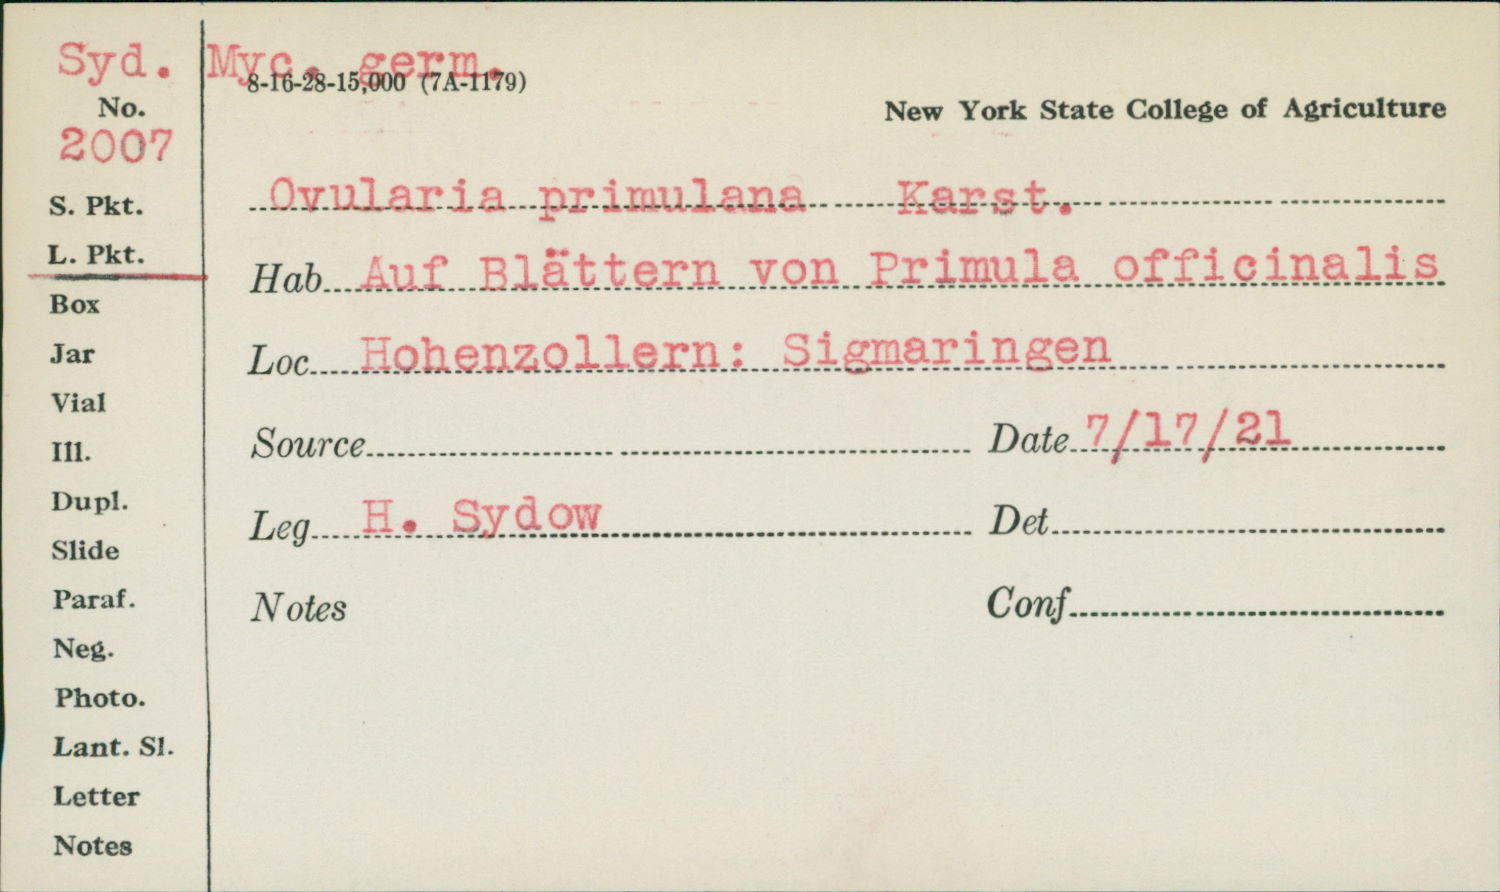 Syd. Myc. germ.
8-16-28-15,000 (7A-1179)
No.
2007
New York State College of Agriculture
S. Pkt.
Ovularia primulana Karst.
L. Pkt.
Hab Auf Blättern von Primula officinalis
Box
Jar
Loc Hohenzollern: Sigmaringen
Vial
Ill.
Source Date 7/17/21
Dupl.
Leg H. Sydow Det
Slide
Paraf.
Notes Conf
Neg.
Photo.
Lant. Sl.
Letter
Notes